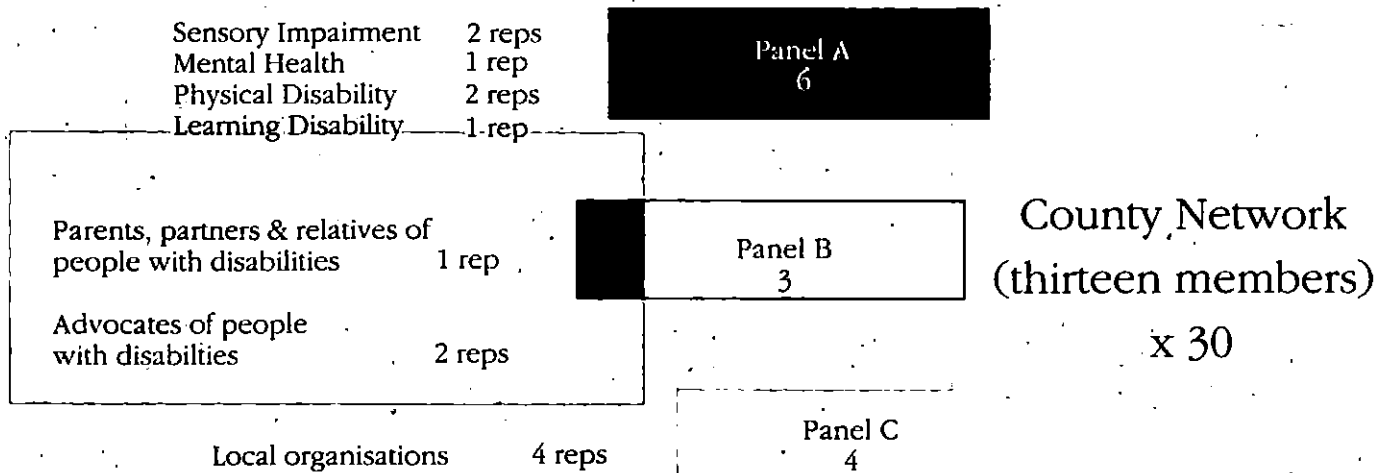 Sensory Impairment 2 reps
Mental Health 1 rep
Physical Disability 2 reps
Learning Disability 1 rep
Panel A
6
Parents, partners & relatives of
people with disabilities 1 rep
Advocates of people
with disabilties 2 reps
Panel B
3
County Network
(thirteen members)
x 30
Local organisations 4 reps
Panel C
4